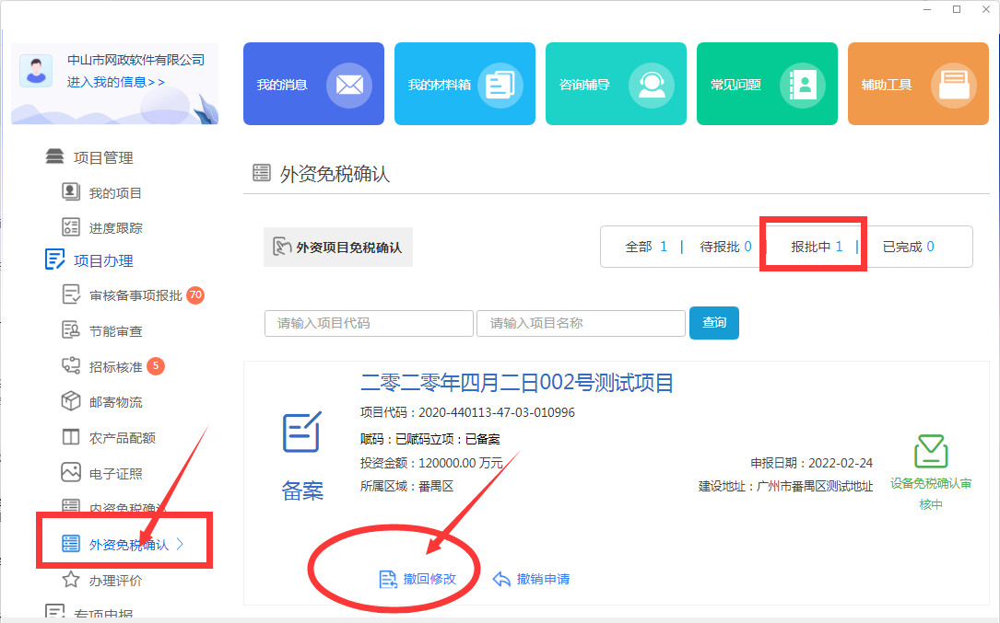 中山市网政软件有限公司
进入我的信息>>
我的消息
我的材料箱
咨询辅导
常见问题
辅助工具
项目管理
我的项目
进度跟踪
项目办理
审核备事项报批 70
节能审查
招标核准 5
邮寄物流
农产品配额
电子证照
内资免税确认
外资免税确认 >
办理评价
专项申报
外资免税确认
外资项目免税确认
全部 1 | 待报批 0 | 报批中 1 | 已完成 0
请输入项目代码 请输入项目名称 查询
二零二零年四月二日002号测试项目
项目代码：2020-440113-47-03-010996
赋码：已赋码立项：已备案
投资金额：120000.00 万元
申报日期：2022-02-24
所属区域：番禺区
建设地址：广州市番禺区测试地址
备案
设备免税确认审
核中
撤回修改 撤销申请